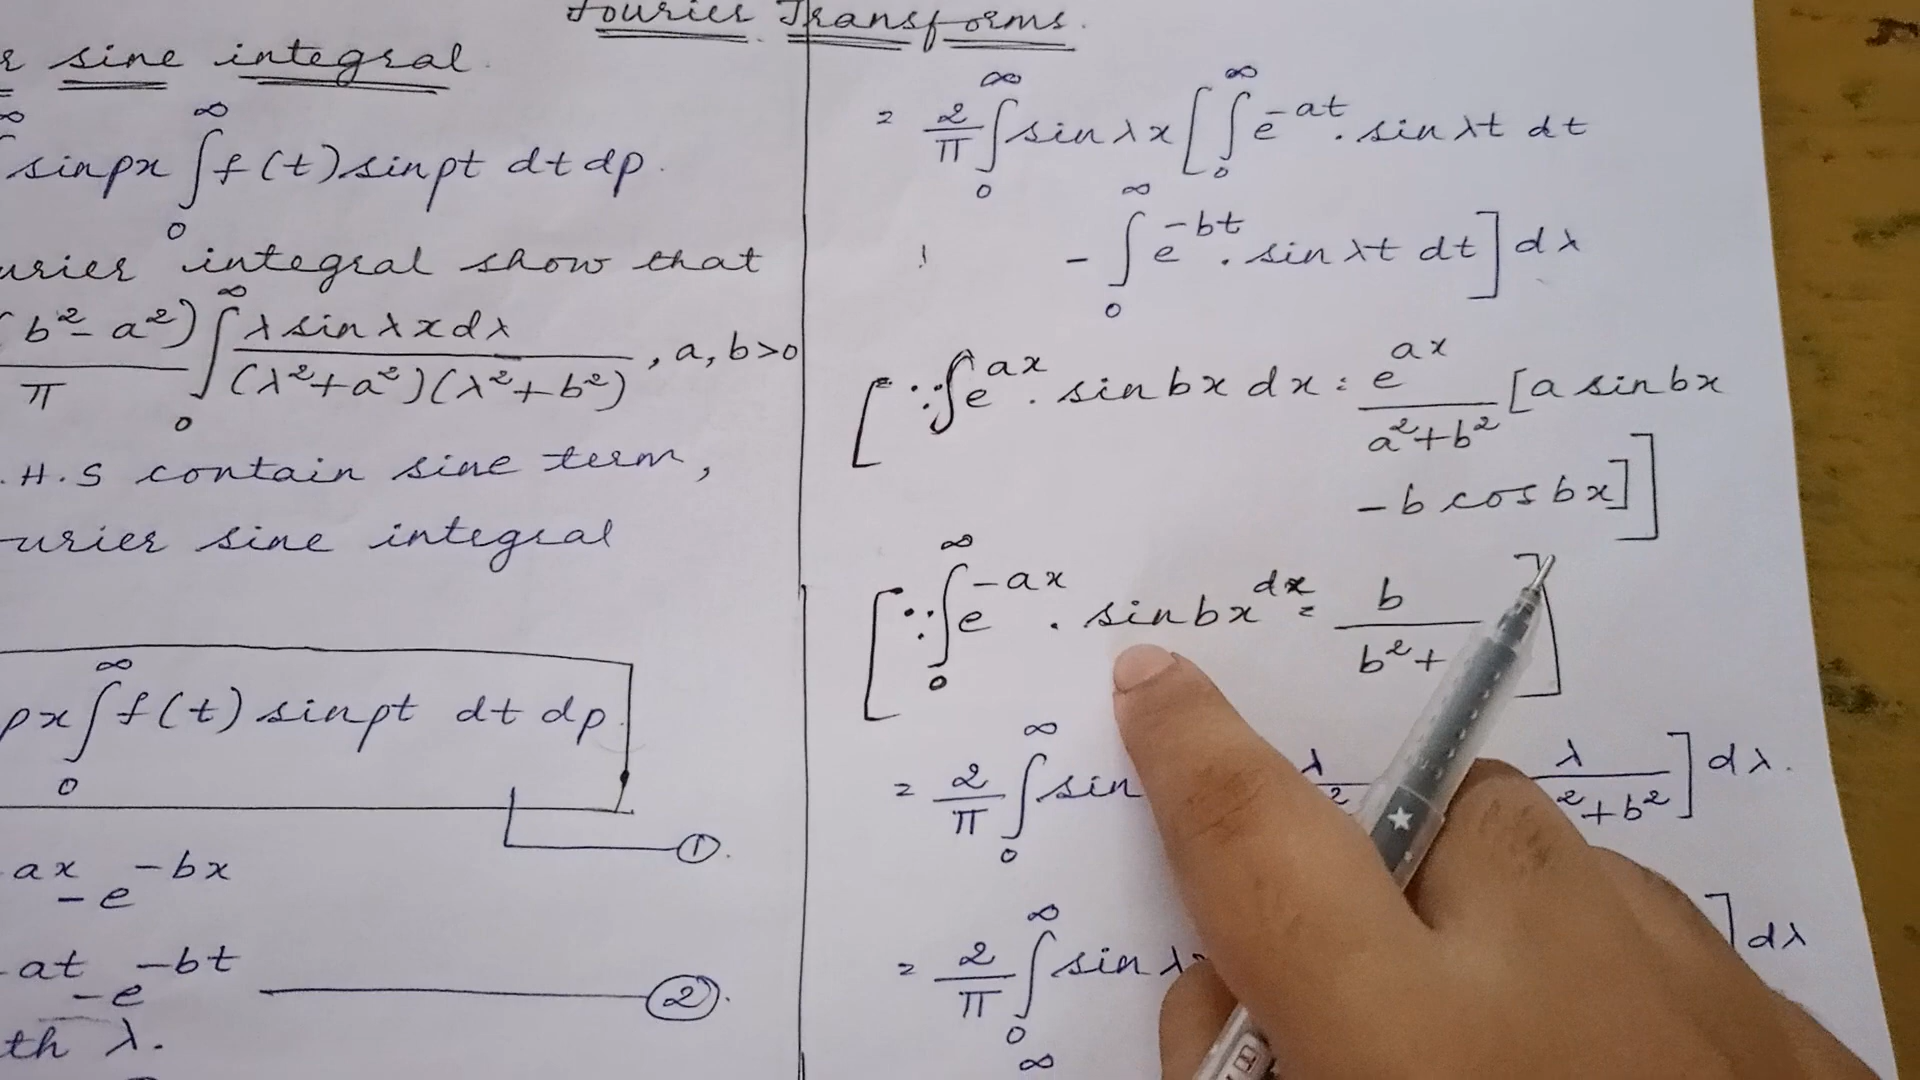 Fourier Transforms.
sine integral.
∞ ∞
sinpx ∫ f(t) sinpt dt dp.
0
integral show that
(b² - a²) ∫ λ sin λx dλ , a, b>0
π 0 (λ²+a²)(λ²+b²)
∞
.H.S contain sine term,
sine integral
∞
px ∫ f(t) sinpt dt dp.
0
①.
ax - e -bx
at - e -bt ②.
th λ.
∞ ∞
= 2/π ∫ sin λx [ ∫ e^-at . sin λt dt
0 0
∞
- ∫ e^-bt . sin λt dt ] dλ
0
[ ∵ ∫ e^ax . sin bx dx = e^ax / a²+b² [a sin bx
- b cos bx] ]
∞
[ ∵ ∫ e^-ax . sin bx dx = b / b²+ ]
0
∞
= 2/π ∫ sin λ λ / ²+b² ] dλ.
0
∞
= 2/π ∫ sin λ ] dλ
0
∞